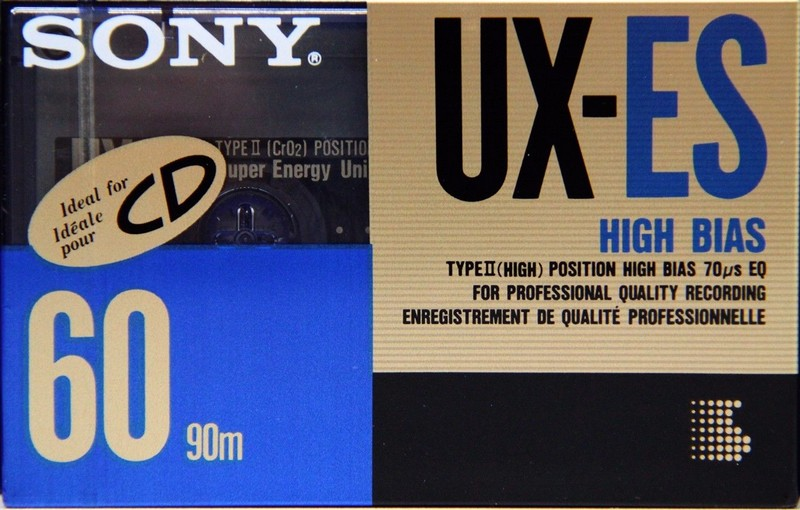 SONY®
TYPE II (CrO2) POSITIO
uper Energy Uni
Ideal for
Idéale
pour
CD
60
90m
UX-ES
HIGH BIAS
TYPE II (HIGH) POSITION HIGH BIAS 70μs EQ
FOR PROFESSIONAL QUALITY RECORDING
ENREGISTREMENT DE QUALITÉ PROFESSIONNELLE